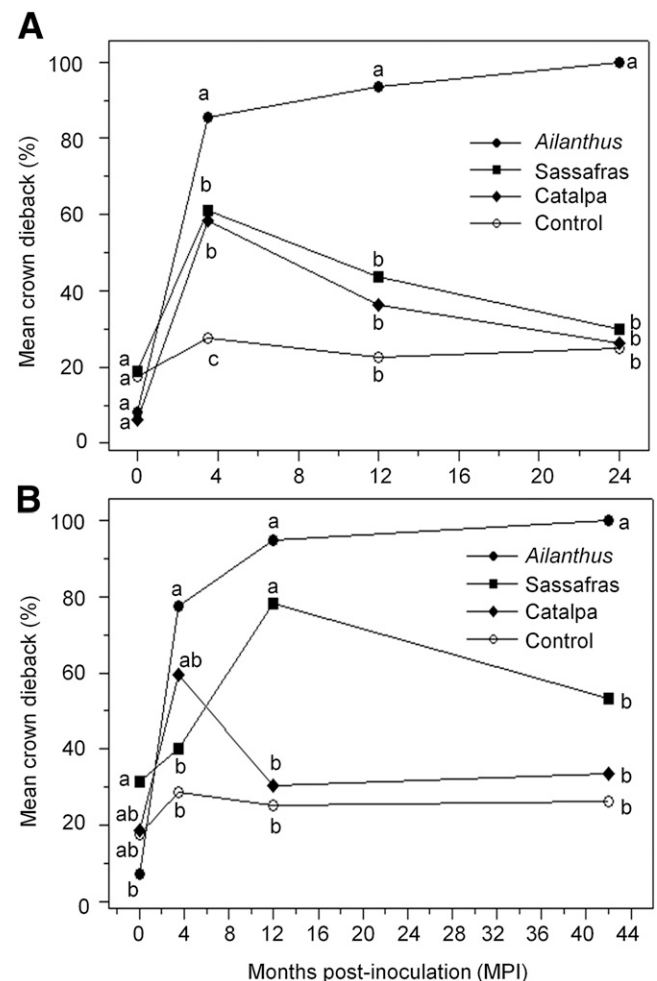 A
Mean crown dieback (%)
100
80
60
40
20
0
a
a
a
b
b
b
b
a
a
a
a
c
b
b
b
b
Ailanthus
Sassafras
Catalpa
Control
0 4 8 12 16 20 24
B
Mean crown dieback (%)
100
80
60
40
20
0
a
a
a
a
ab
b
a
b
b
b
ab
ab
b
b
b
b
Ailanthus
Sassafras
Catalpa
Control
0 4 8 12 16 20 24 28 32 36 40 44
Months post-inoculation (MPI)